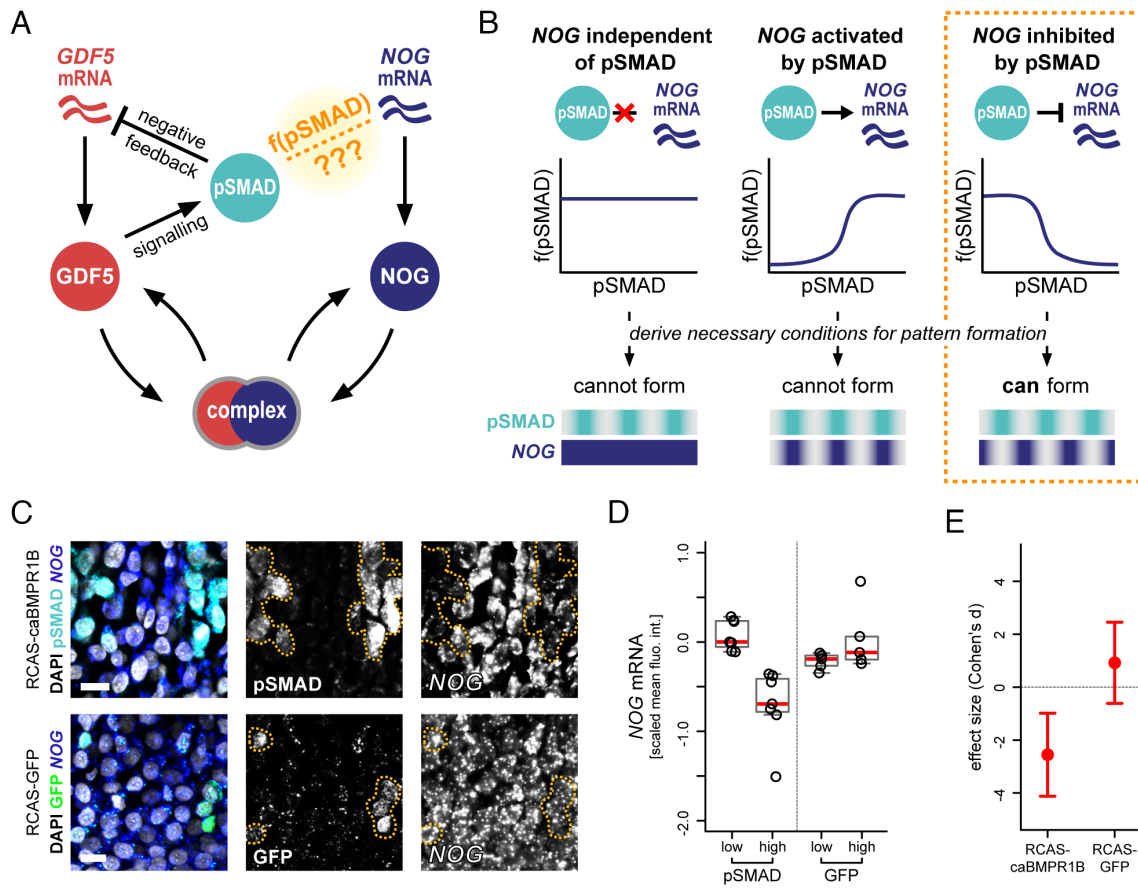 A
GDF5
mRNA
NOG
mRNA
f(pSMAD)
???
negative
feedback
pSMAD
signalling
GDF5
NOG
complex
B
NOG independent
of pSMAD
NOG activated
by pSMAD
NOG inhibited
by pSMAD
pSMAD
NOG
mRNA
pSMAD
NOG
mRNA
pSMAD
NOG
mRNA
f(pSMAD)
pSMAD
f(pSMAD)
pSMAD
f(pSMAD)
pSMAD
derive necessary conditions for pattern formation
cannot form
cannot form
can form
pSMAD
NOG
C
RCAS-caBMPR1B
DAPI pSMAD NOG
pSMAD
NOG
RCAS-GFP
DAPI GFP NOG
GFP
NOG
D
NOG mRNA
[scaled mean fluo. int.]
1.0
0.0
-1.0
-2.0
low
high
low
high
pSMAD
GFP
E
effect size (Cohen's d)
4
2
0
-2
-4
RCAS-
caBMPR1B
RCAS-
GFP